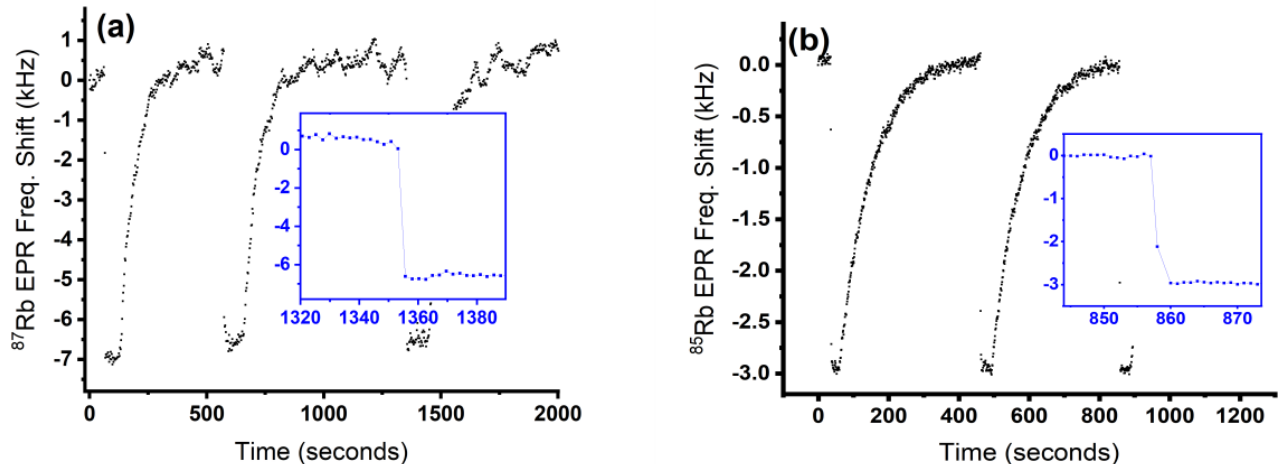 (a)
⁸⁷Rb EPR Freq. Shift (kHz)
1
0
-1
-2
-3
-4
-5
-6
-7
0 500 1000 1500 2000
Time (seconds)
0
-2
-4
-6
1320 1340 1360 1380
(b)
⁸⁵Rb EPR Freq. Shift (kHz)
0.0
-0.5
-1.0
-1.5
-2.0
-2.5
-3.0
0 200 400 600 800 1000 1200
Time (seconds)
0
-1
-2
-3
850 860 870